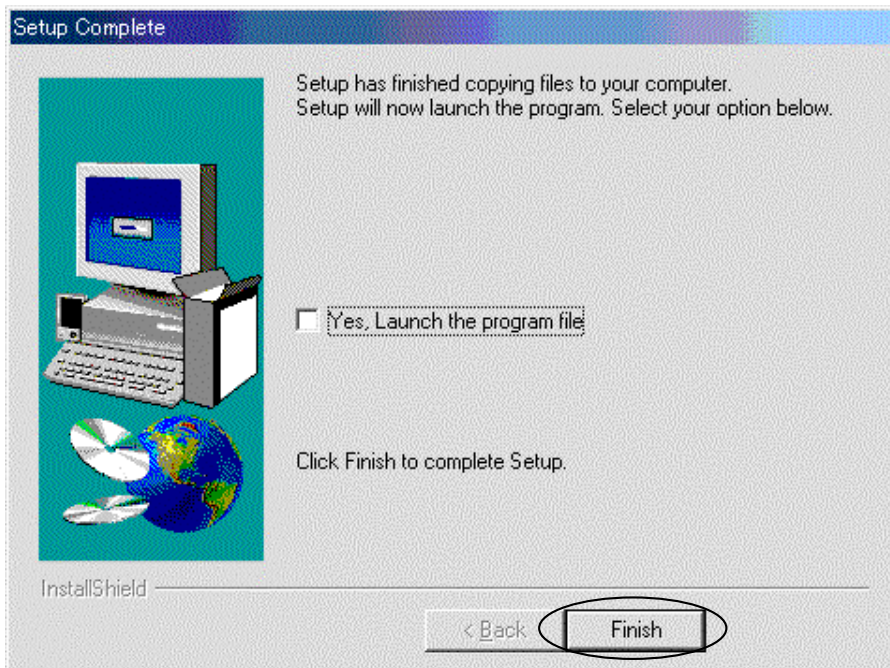 Setup Complete
Setup has finished copying files to your computer.
Setup will now launch the program. Select your option below.
Yes, Launch the program file
Click Finish to complete Setup.
InstallShield
< Back
Finish